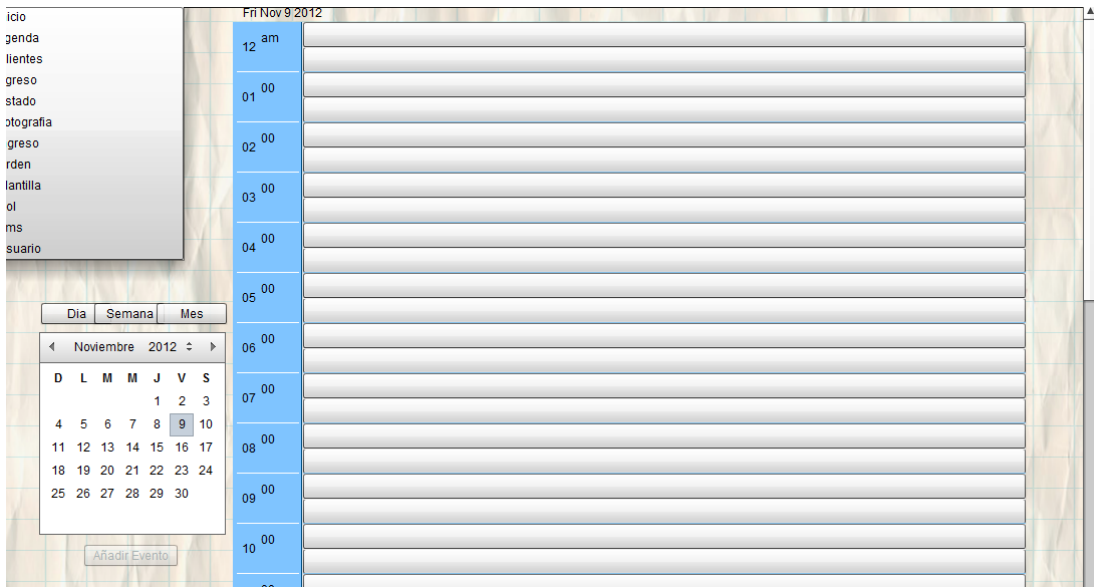 icio
genda
lientes
greso
stado
otografia
greso
rden
lantilla
ol
ms
suario
Dia Semana Mes
Noviembre 2012
D L M M J V S
1 2 3
4 5 6 7 8 9 10
11 12 13 14 15 16 17
18 19 20 21 22 23 24
25 26 27 28 29 30
Añadir Evento
Fri Nov 9 2012
12 am
01 00
02 00
03 00
04 00
05 00
06 00
07 00
08 00
09 00
10 00